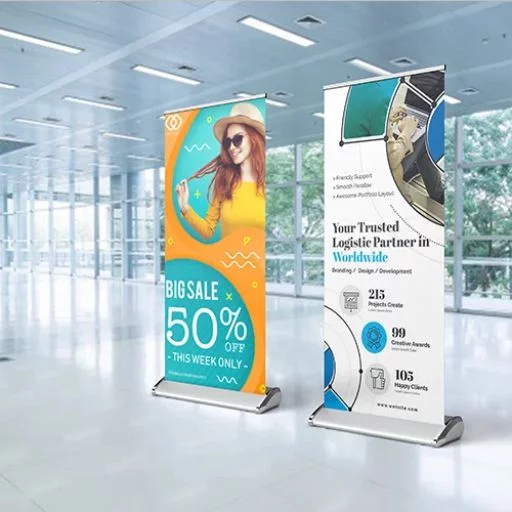 BIG SALE
50%
OFF
- THIS WEEK ONLY -
» Friendly Support
» Smooth Parallax
» Awesome Portfolio Layout
Your Trusted
Logistic Partner in
Worldwide
Branding / Design / Development
215
Projects Create
99
Creative Awards
105
Happy Clients
www.website.com